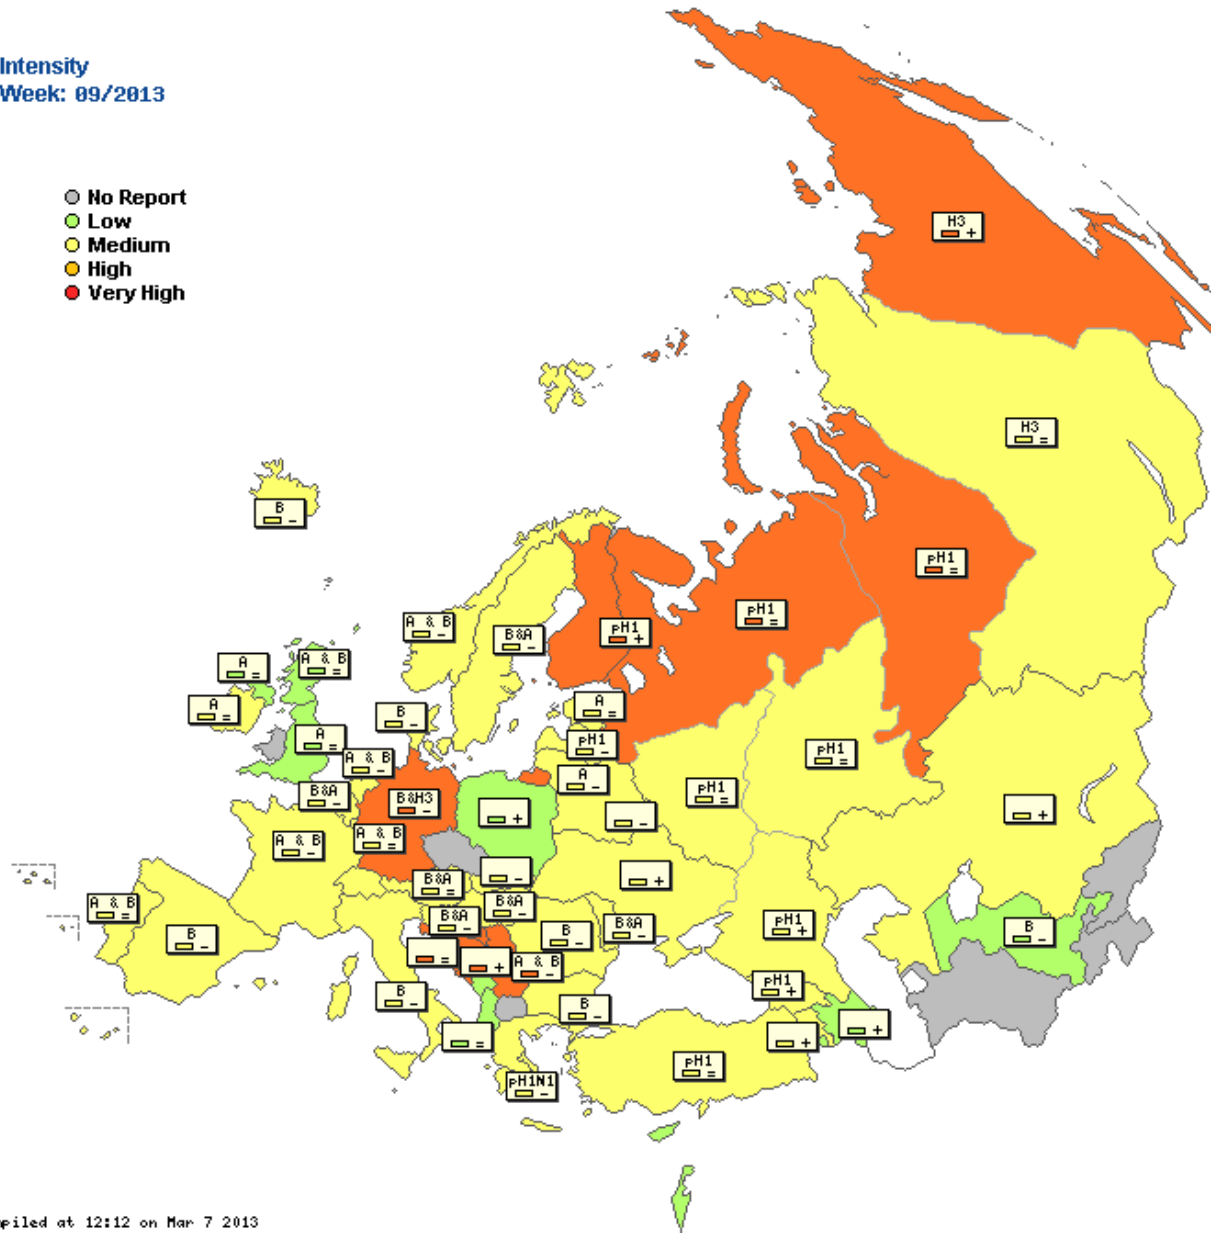 Intensity
Week: 09/2013
No Report
Low
Medium
High
Very High
H3
+
H3
=
B
-
pH1
=
pH1
=
pH1
+
A & B
-
B&A
-
A & B
=
A
=
A
=
A
-
B
-
A
=
pH1
-
A & B
-
A
-
pH1
=
pH1
=
B&A
-
B&H3
-
+
-
+
A & B
-
A & B
=
-
+
B&A
=
B&A
-
A & B
=
B&A
-
B&A
-
pH1
+
B
-
B
-
B
-
=
+
A & B
-
pH1
+
B
-
B
-
+
=
+
pH1
=
pH1N1
-
piled at 12:12 on Mar 7 2013